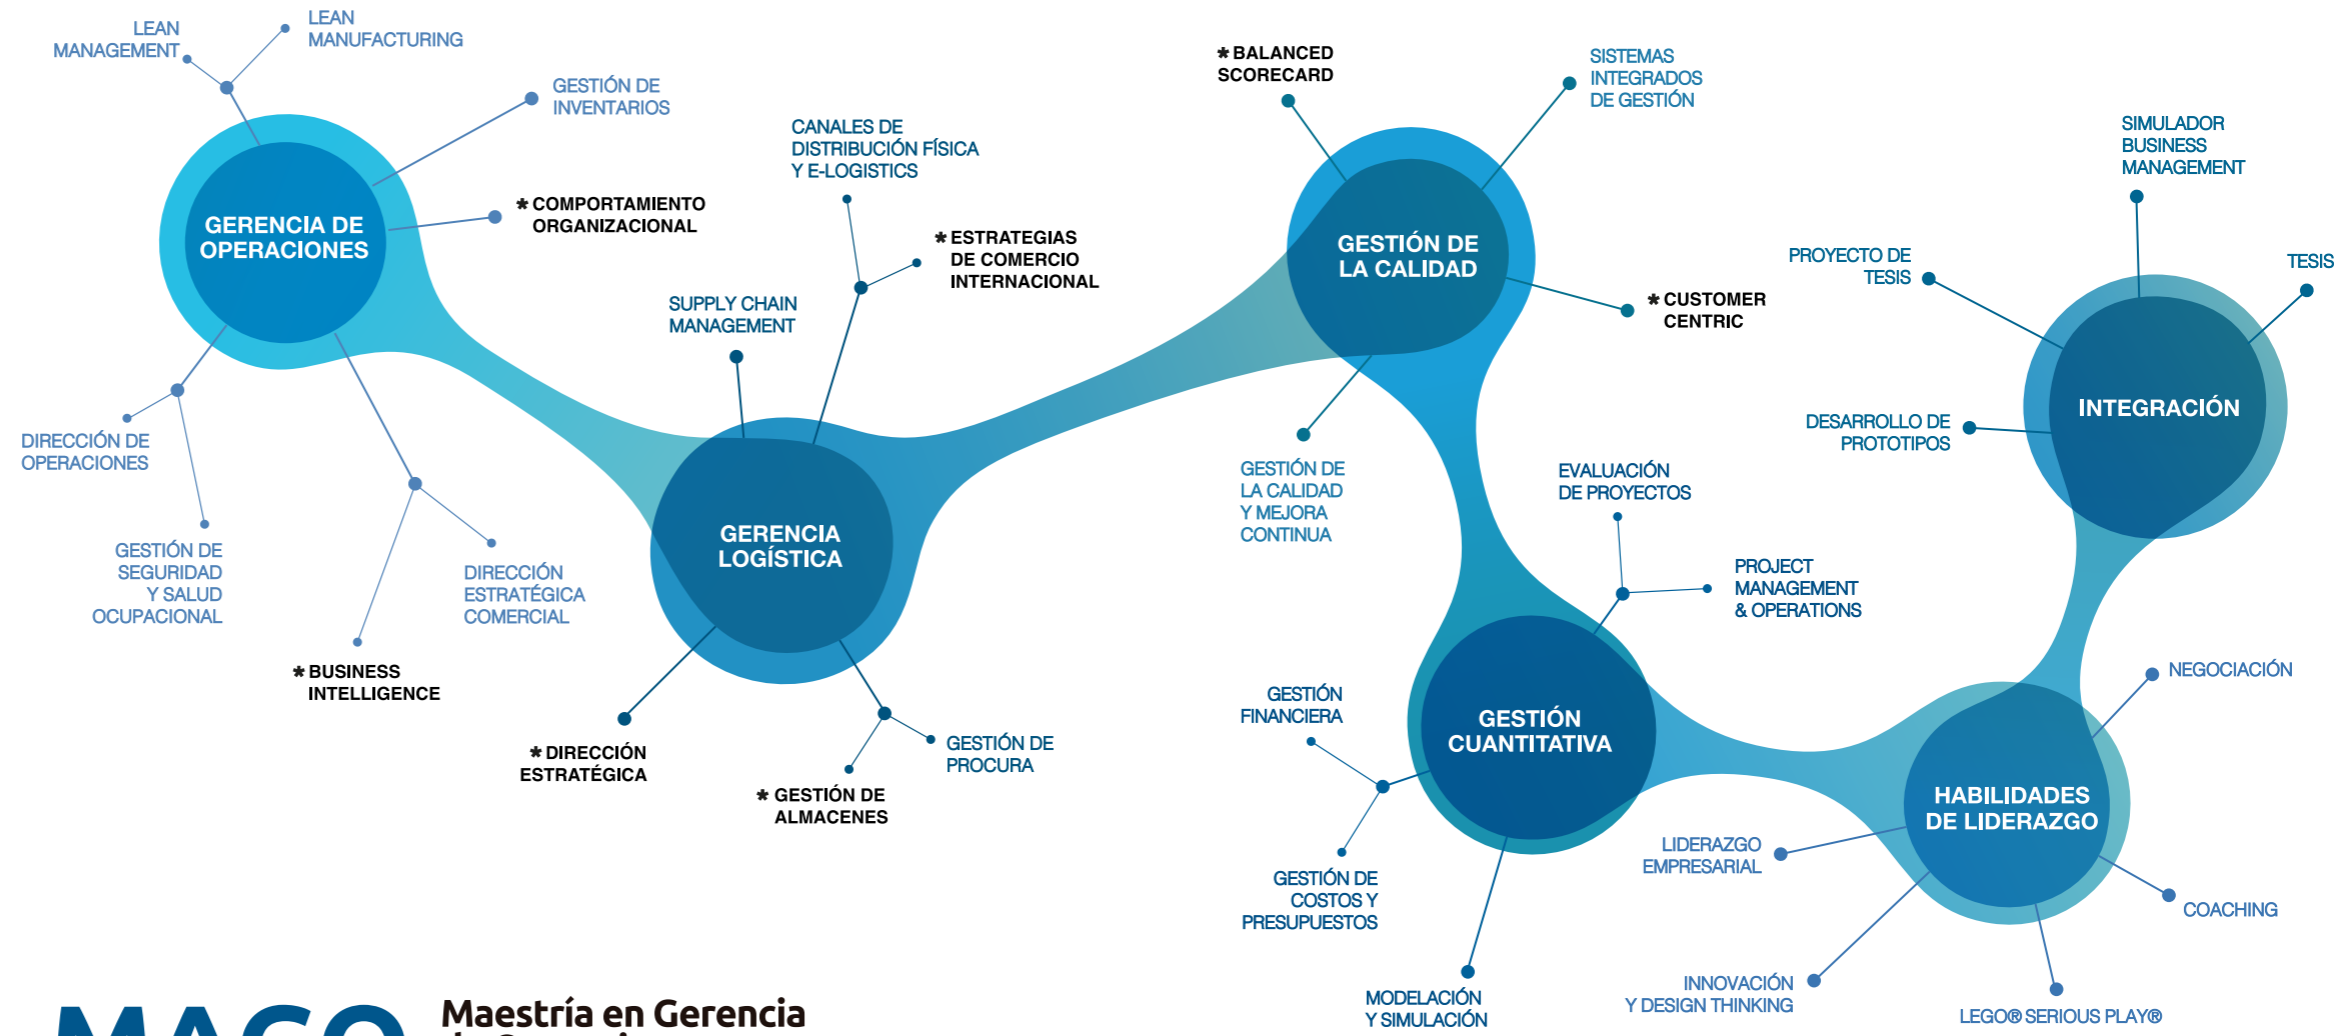 LEAN
MANAGEMENT
LEAN
MANUFACTURING
GESTIÓN DE
INVENTARIOS
GERENCIA DE
OPERACIONES
* COMPORTAMIENTO
ORGANIZACIONAL
DIRECCIÓN DE
OPERACIONES
GESTIÓN DE
SEGURIDAD
Y SALUD
OCUPACIONAL
* BUSINESS
INTELLIGENCE
DIRECCIÓN
ESTRATÉGICA
COMERCIAL
CANALES DE
DISTRIBUCIÓN FÍSICA
Y E-LOGISTICS
* ESTRATEGIAS
DE COMERCIO
INTERNACIONAL
SUPPLY CHAIN
MANAGEMENT
GERENCIA
LOGÍSTICA
* DIRECCIÓN
ESTRATÉGICA
* GESTIÓN DE
ALMACENES
GESTIÓN DE
PROCURA
* BALANCED
SCORECARD
SISTEMAS
INTEGRADOS
DE GESTIÓN
GESTIÓN DE
LA CALIDAD
* CUSTOMER
CENTRIC
GESTIÓN DE
LA CALIDAD
Y MEJORA
CONTINUA
EVALUACIÓN
DE PROYECTOS
PROJECT
MANAGEMENT
& OPERATIONS
GESTIÓN
FINANCIERA
GESTIÓN
CUANTITATIVA
GESTIÓN DE
COSTOS Y
PRESUPUESTOS
MODELACIÓN
Y SIMULACIÓN
SIMULADOR
BUSINESS
MANAGEMENT
PROYECTO DE
TESIS
TESIS
INTEGRACIÓN
DESARROLLO DE
PROTOTIPOS
NEGOCIACIÓN
HABILIDADES
DE LIDERAZGO
LIDERAZGO
EMPRESARIAL
COACHING
INNOVACIÓN
Y DESIGN THINKING
LEGO® SERIOUS PLAY®
Maestría en Gerencia